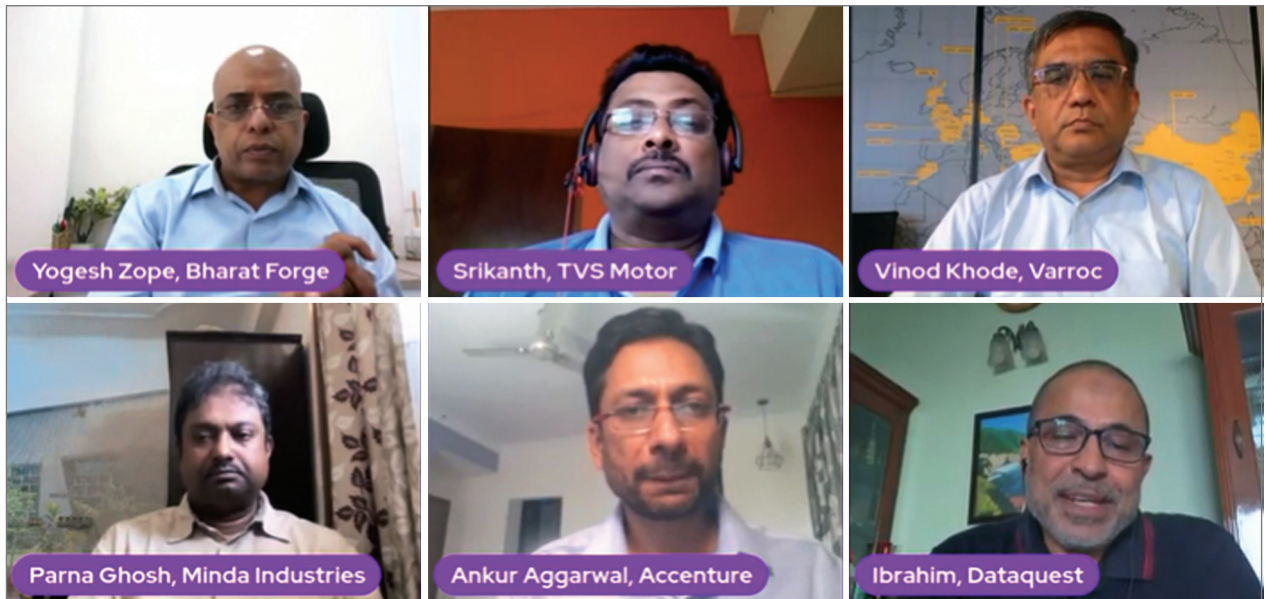 Yogesh Zope, Bharat Forge
Srikanth, TVS Motor
Vinod Khode, Varroc
Parna Ghosh, Minda Industries
Ankur Aggarwal, Accenture
Ibrahim, Dataquest